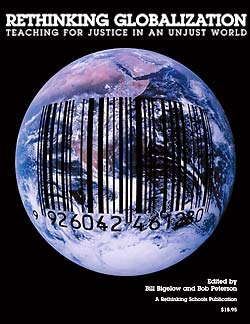 RETHINKING GLOBALIZATION
TEACHING FOR JUSTICE IN AN UNJUST WORLD
9 926042 467230
Edited by
Bill Bigelow and Bob Peterson
A Rethinking Schools Publication
$18.95